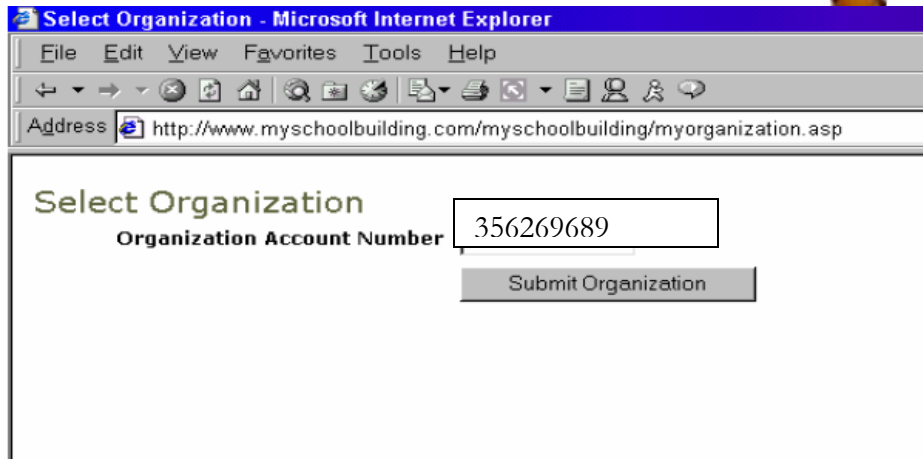 Select Organization - Microsoft Internet Explorer
File Edit View Favorites Tools Help
Address http://www.myschoolbuilding.com/myschoolbuilding/myorganization.asp
Select Organization
Organization Account Number 356269689
Submit Organization